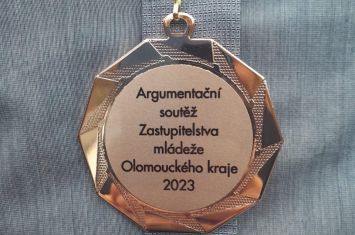 Argumentační
soutěž
Zastupitelstva
mládeže
Olomouckého kraje
2023